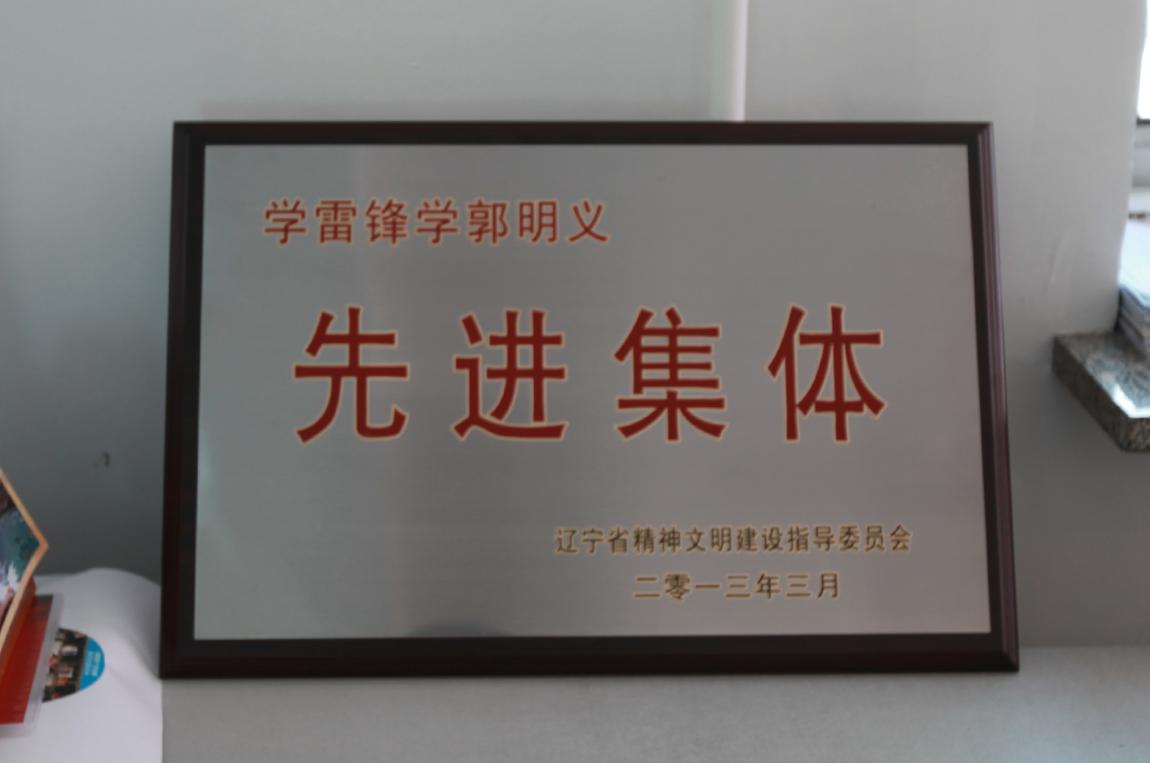 学雷锋学郭明义
先进集体
辽宁省精神文明建设指导委员会
二零一三年三月